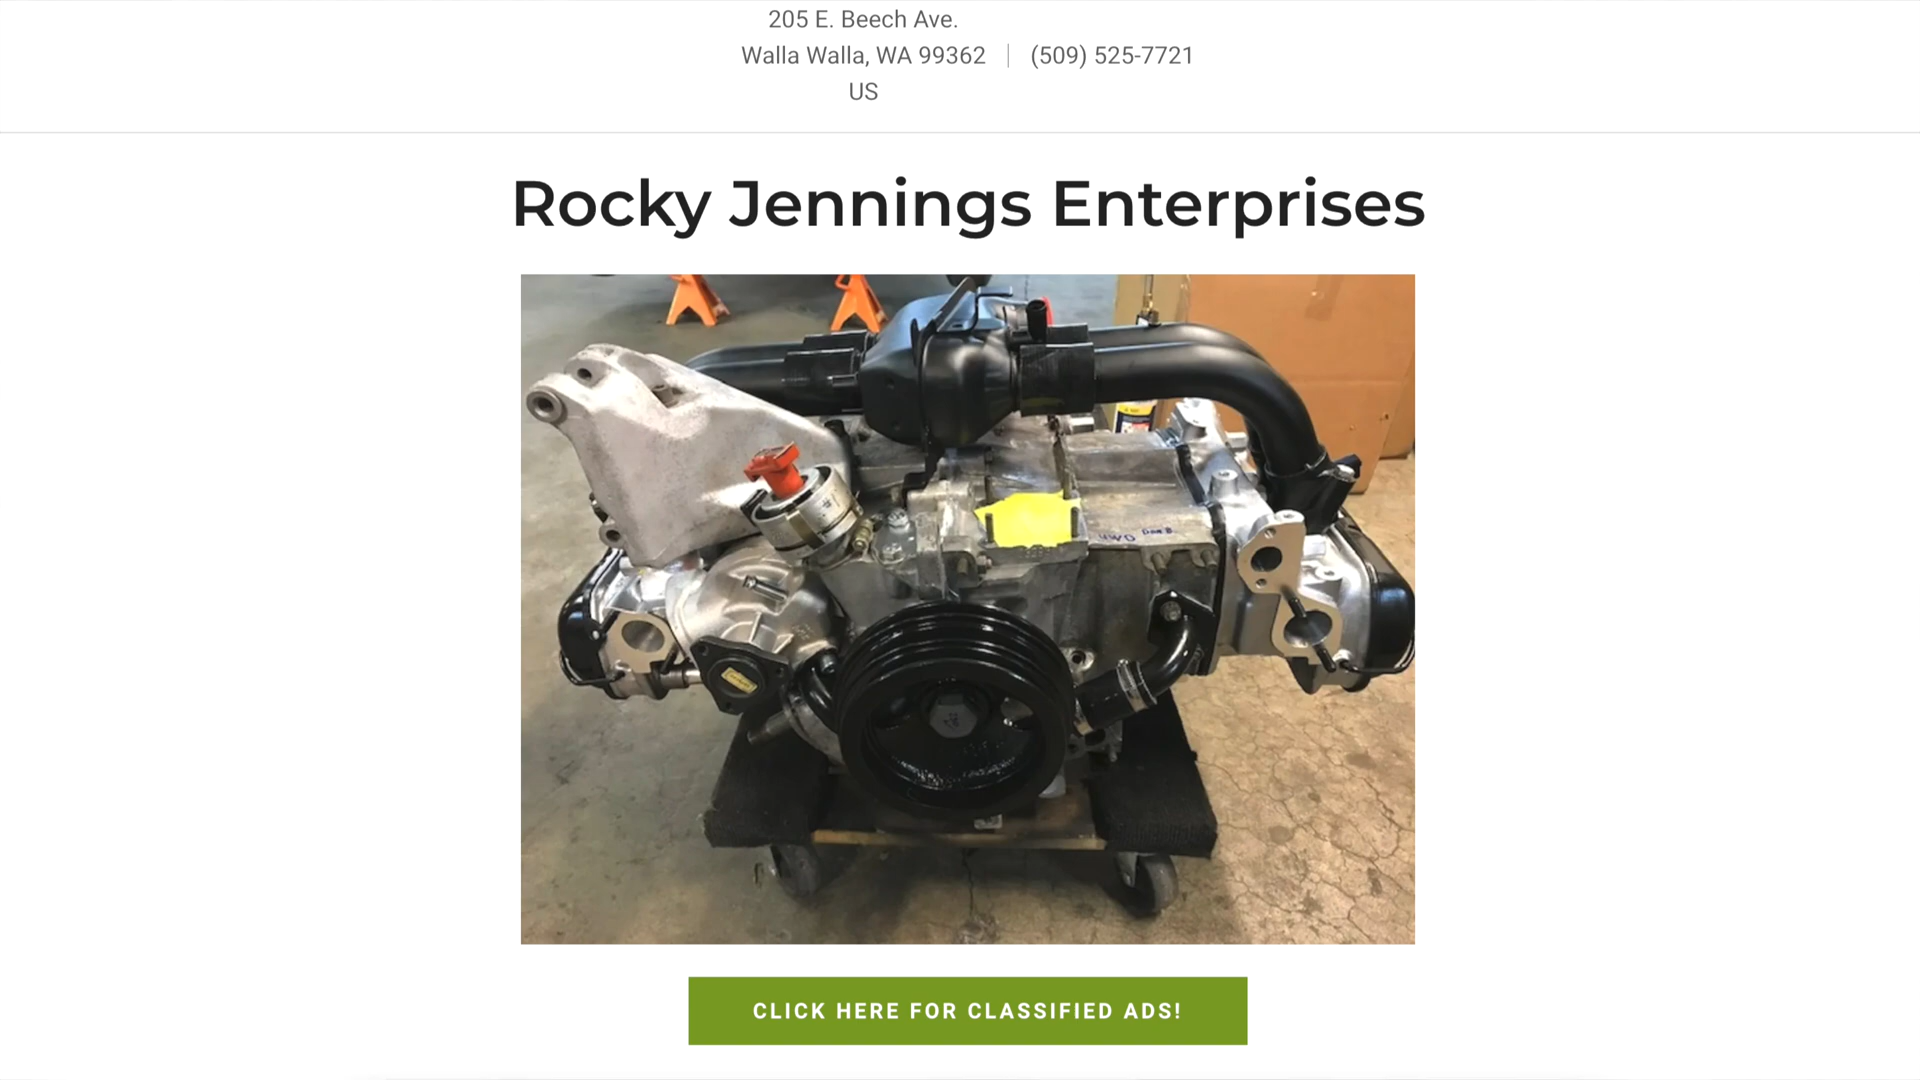 205 E. Beech Ave.
Walla Walla, WA 99362
US
(509) 525-7721
Rocky Jennings Enterprises
CLICK HERE FOR CLASSIFIED ADS!